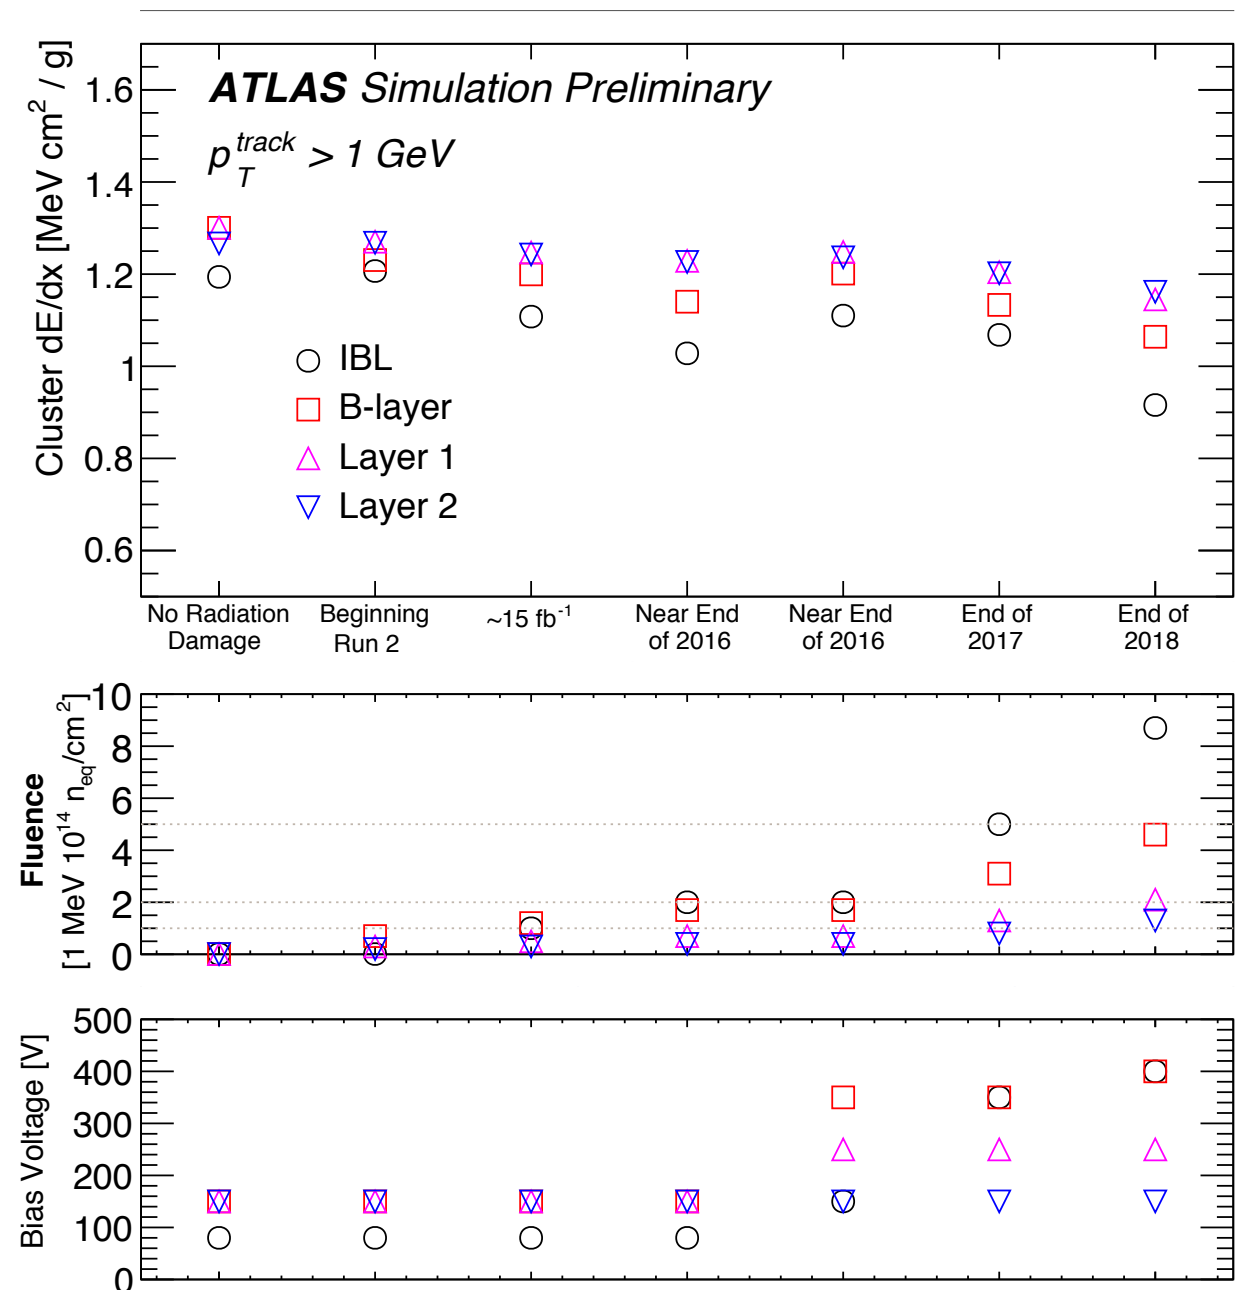 ATLAS Simulation Preliminary
p_T^track > 1 GeV
Cluster dE/dx [MeV cm² / g]
1.6
1.4
1.2
1
0.8
0.6
IBL
B-layer
Layer 1
Layer 2
No Radiation Damage
Beginning Run 2
~15 fb⁻¹
Near End of 2016
Near End of 2016
End of 2017
End of 2018
Fluence
[1 MeV 10¹⁴ n_eq/cm²]
10
8
6
4
2
0
Bias Voltage [V]
500
400
300
200
100
0